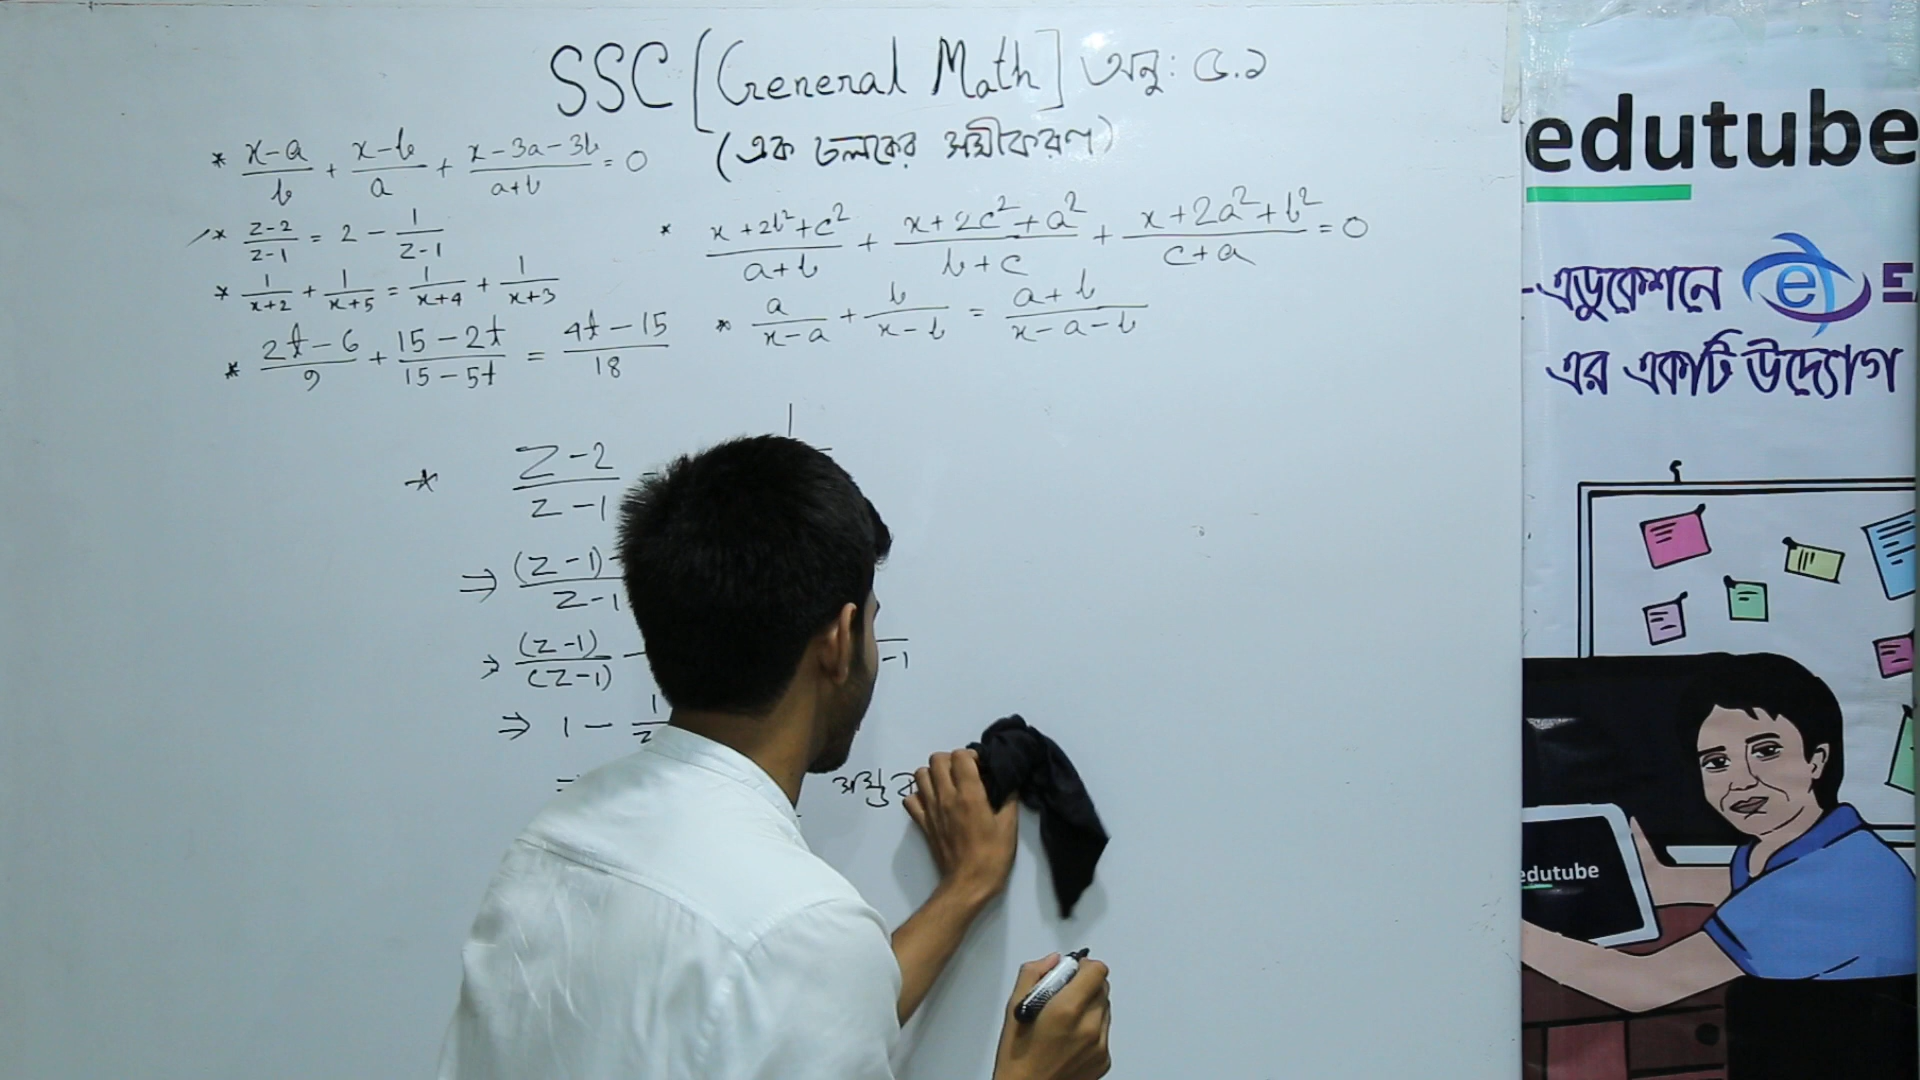 SSC [General Math] অনু: ৫.১
(এক চলকের সমীকরণ)
* (x-a)/b + (x-b)/a + (x-3a-3b)/(a+b) = 0
* (z-2)/(z-1) = 2 - 1/(z-1)
* 1/(x+2) + 1/(x+5) = 1/(x+4) + 1/(x+3)
* (2t-6)/9 + (15-2t)/(15-5t) = (4t-15)/18
* (x+2b²+c²)/(a+b) + (x+2c²+a²)/(b+c) + (x+2a²+b²)/(c+a) = 0
* a/(x-a) + b/(x-b) = (a+b)/(x-a-b)
* (z-2)/(z-1)
⇒ (z-1)-/z-1
⇒ (z-1)/(z-1) -
⇒ 1 - 1/z
edutube
-এডুকেশনে e
এর একটি উদ্যোগ
edutube